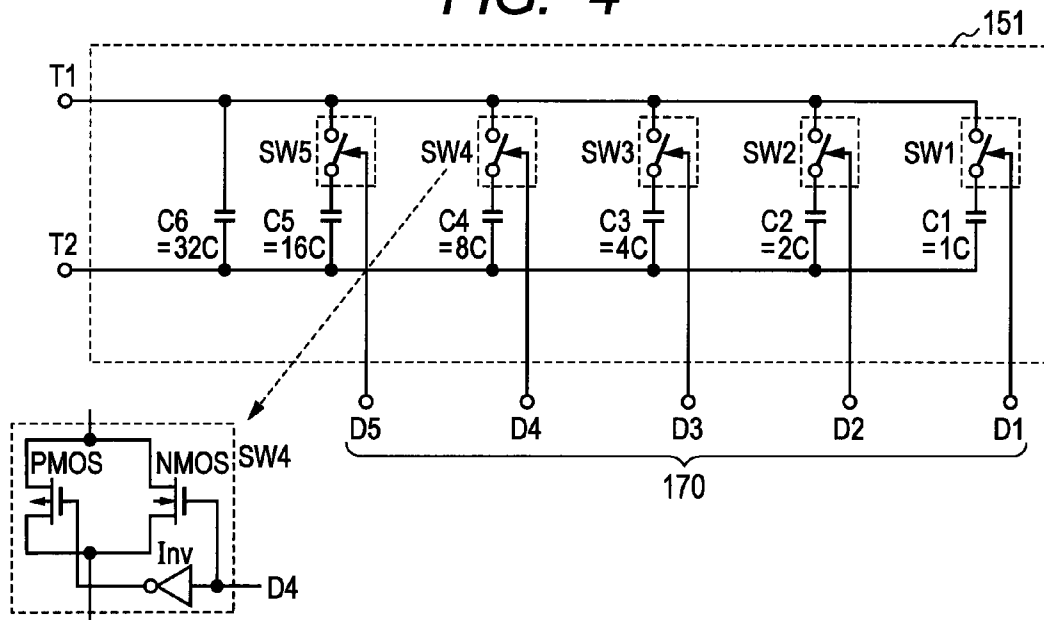 FIG. 4
151
T1
SW5 SW4 SW3 SW2 SW1
C6 C5 C4 C3 C2 C1
=32C =16C =8C =4C =2C =1C
T2
D5 D4 D3 D2 D1
170
PMOS NMOS SW4
Inv
D4